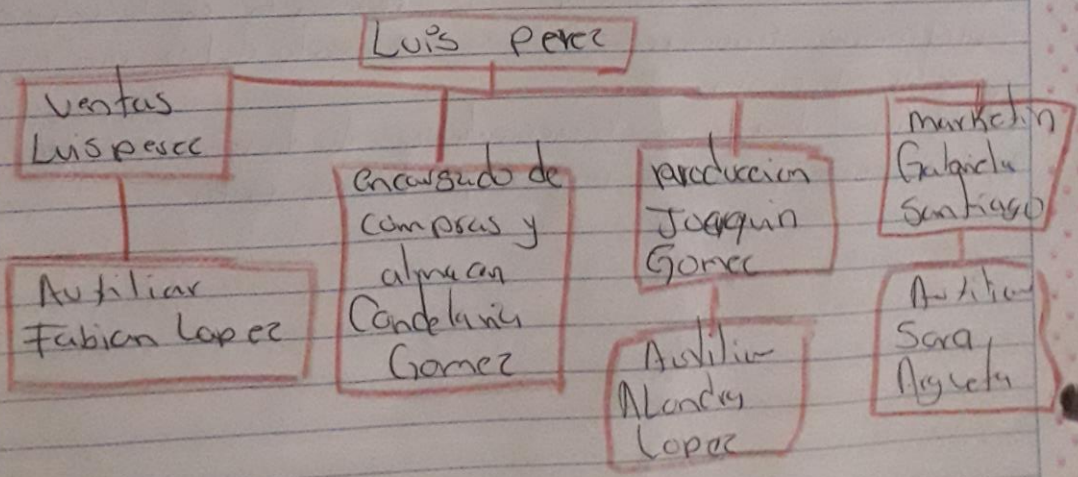 Luis perez
ventas
Luis perez
encargado de
compras y
almacen
Candelaria
Gomez
produccion
Joaquin
Gomez
marketin
Gabriela
Santiago
Auxiliar
Fabian Lopez
Auxiliar
Alondra
Lopez
Auxiliar
Sara
Argueta